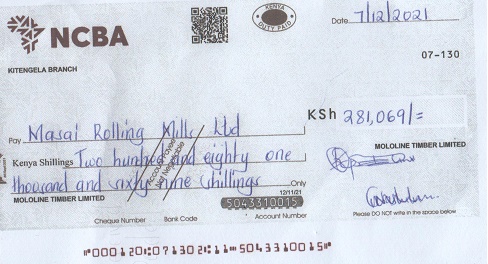 NCBA
KENYA
DUTY PAID
Date 7/12/2021
07-130
KITENGELA BRANCH
KSh 281,069/=
Pay Masai Rolling Mills Ltd
MOLOLINE TIMBER LIMITED
Kenya Shillings Two hundred and eighty one
Account Payee
Not Negotiable
thousand and sixty nine shillings Only
MOLOLINE TIMBER LIMITED
12/11/21
5043310015
Cheque Number Bank Code Account Number
Please DO NOT write in the space below
⑈000120⑆07130211⑈5043310015⑈